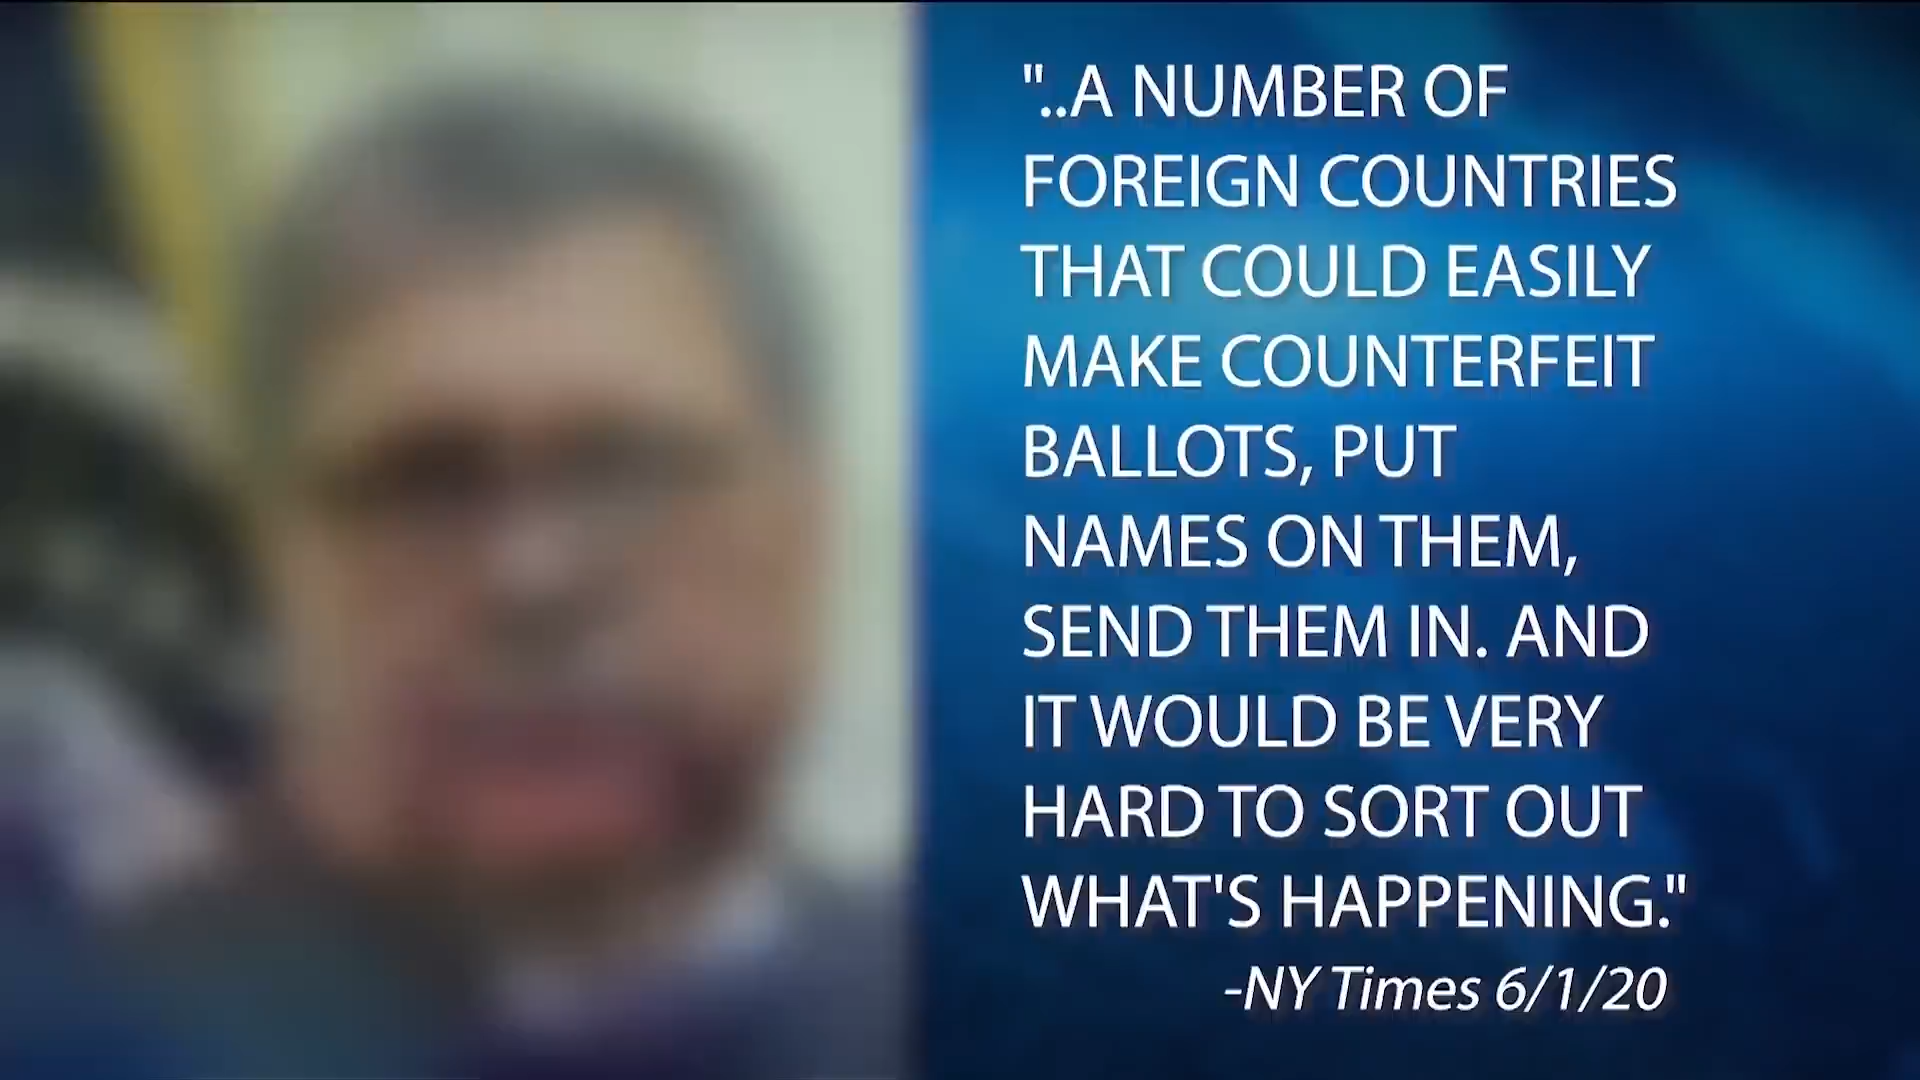 "..A NUMBER OF
FOREIGN COUNTRIES
THAT COULD EASILY
MAKE COUNTERFEIT
BALLOTS, PUT
NAMES ON THEM,
SEND THEM IN. AND
IT WOULD BE VERY
HARD TO SORT OUT
WHAT'S HAPPENING."
-NY Times 6/1/20